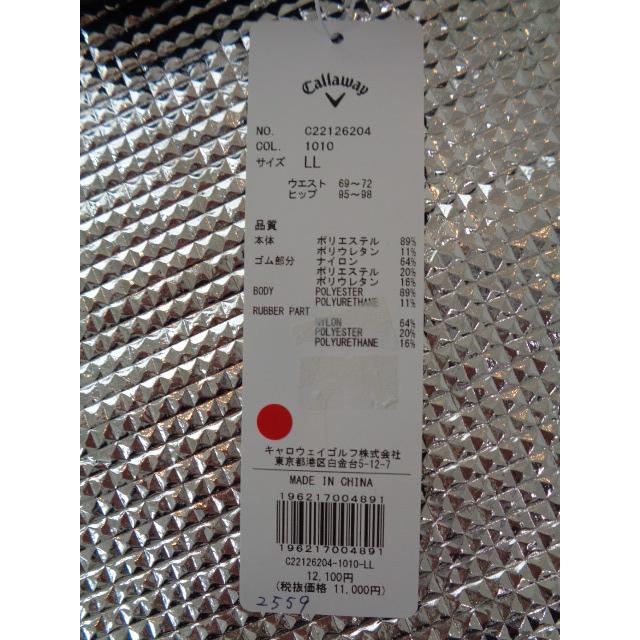 Callaway
NO. C22126204
COL. 1010
サイズ LL
ウエスト 69～72
ヒップ 95～98
品質
本体 ポリエステル 89%
ポリウレタン 11%
ゴム部分 ナイロン 64%
ポリエステル 20%
ポリウレタン 16%
BODY POLYESTER 89%
POLYURETHANE 11%
RUBBER PART
NYLON 64%
POLYESTER 20%
POLYURETHANE 16%
キャロウェイゴルフ株式会社
東京都港区白金台5-12-7
MADE IN CHINA
196217004891
196217004891
C22126204-1010-LL
12,100円
(税抜価格 11,000円)
2559